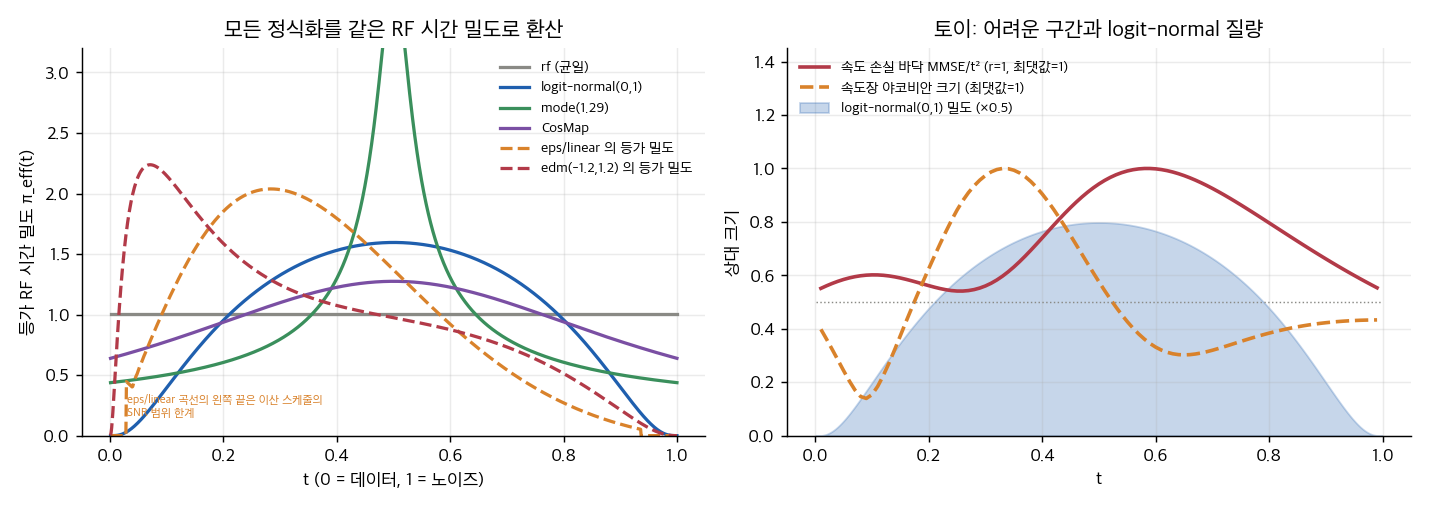 모든 정식화를 같은 RF 시간 밀도로 환산
등가 RF 시간 밀도 π_eff(t)
3.0
2.5
2.0
1.5
1.0
0.5
0.0
rf (균일)
logit-normal(0,1)
mode(1.29)
CosMap
eps/linear 의 등가 밀도
edm(-1.2,1.2) 의 등가 밀도
eps/linear 곡선의 왼쪽 끝은 이산 스케줄의
SNR 범위 한계
0.0 0.2 0.4 0.6 0.8 1.0
t (0 = 데이터, 1 = 노이즈)
토이: 어려운 구간과 logit-normal 질량
상대 크기
1.4
1.2
1.0
0.8
0.6
0.4
0.2
0.0
속도 손실 바닥 MMSE/t² (r=1, 최댓값=1)
속도장 야코비안 크기 (최댓값=1)
logit-normal(0,1) 밀도 (×0.5)
0.0 0.2 0.4 0.6 0.8 1.0
t